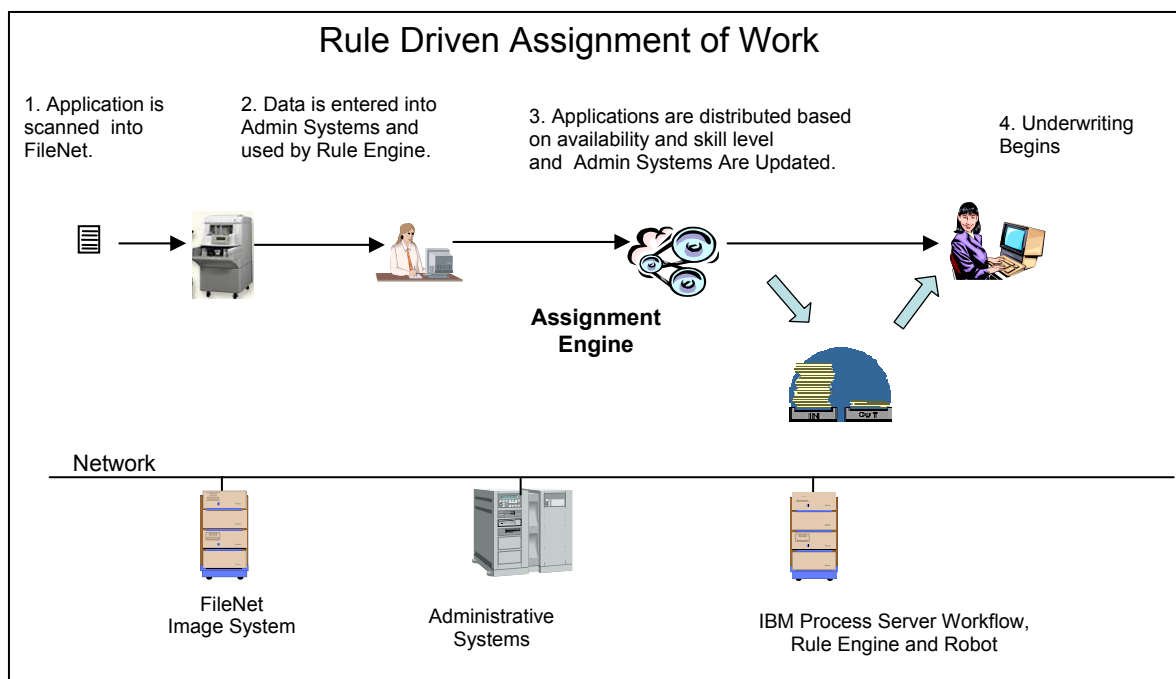 Rule Driven Assignment of Work
1. Application is
scanned into
FileNet.
2. Data is entered into
Admin Systems and
used by Rule Engine.
3. Applications are distributed based
on availability and skill level
and Admin Systems Are Updated.
4. Underwriting
Begins
Assignment
Engine
IN
OUT
Network
FileNet
Image System
Administrative
Systems
IBM Process Server Workflow,
Rule Engine and Robot